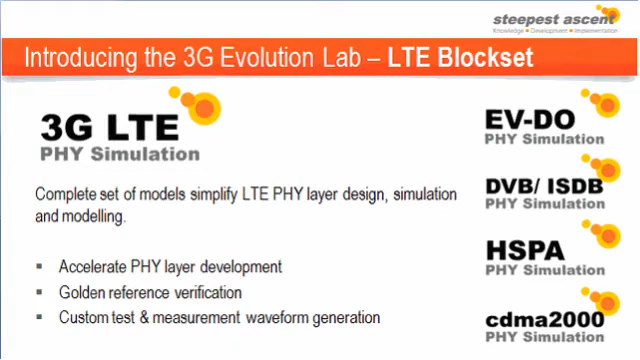 steepest ascent
Knowledge • Development • Implementation
Introducing the 3G Evolution Lab – LTE Blockset
3G LTE
PHY Simulation
Complete set of models simplify LTE PHY layer design, simulation
and modelling.
▪ Accelerate PHY layer development
▪ Golden reference verification
▪ Custom test & measurement waveform generation
EV-DO
PHY Simulation
DVB/ ISDB
PHY Simulation
HSPA
PHY Simulation
cdma2000
PHY Simulation